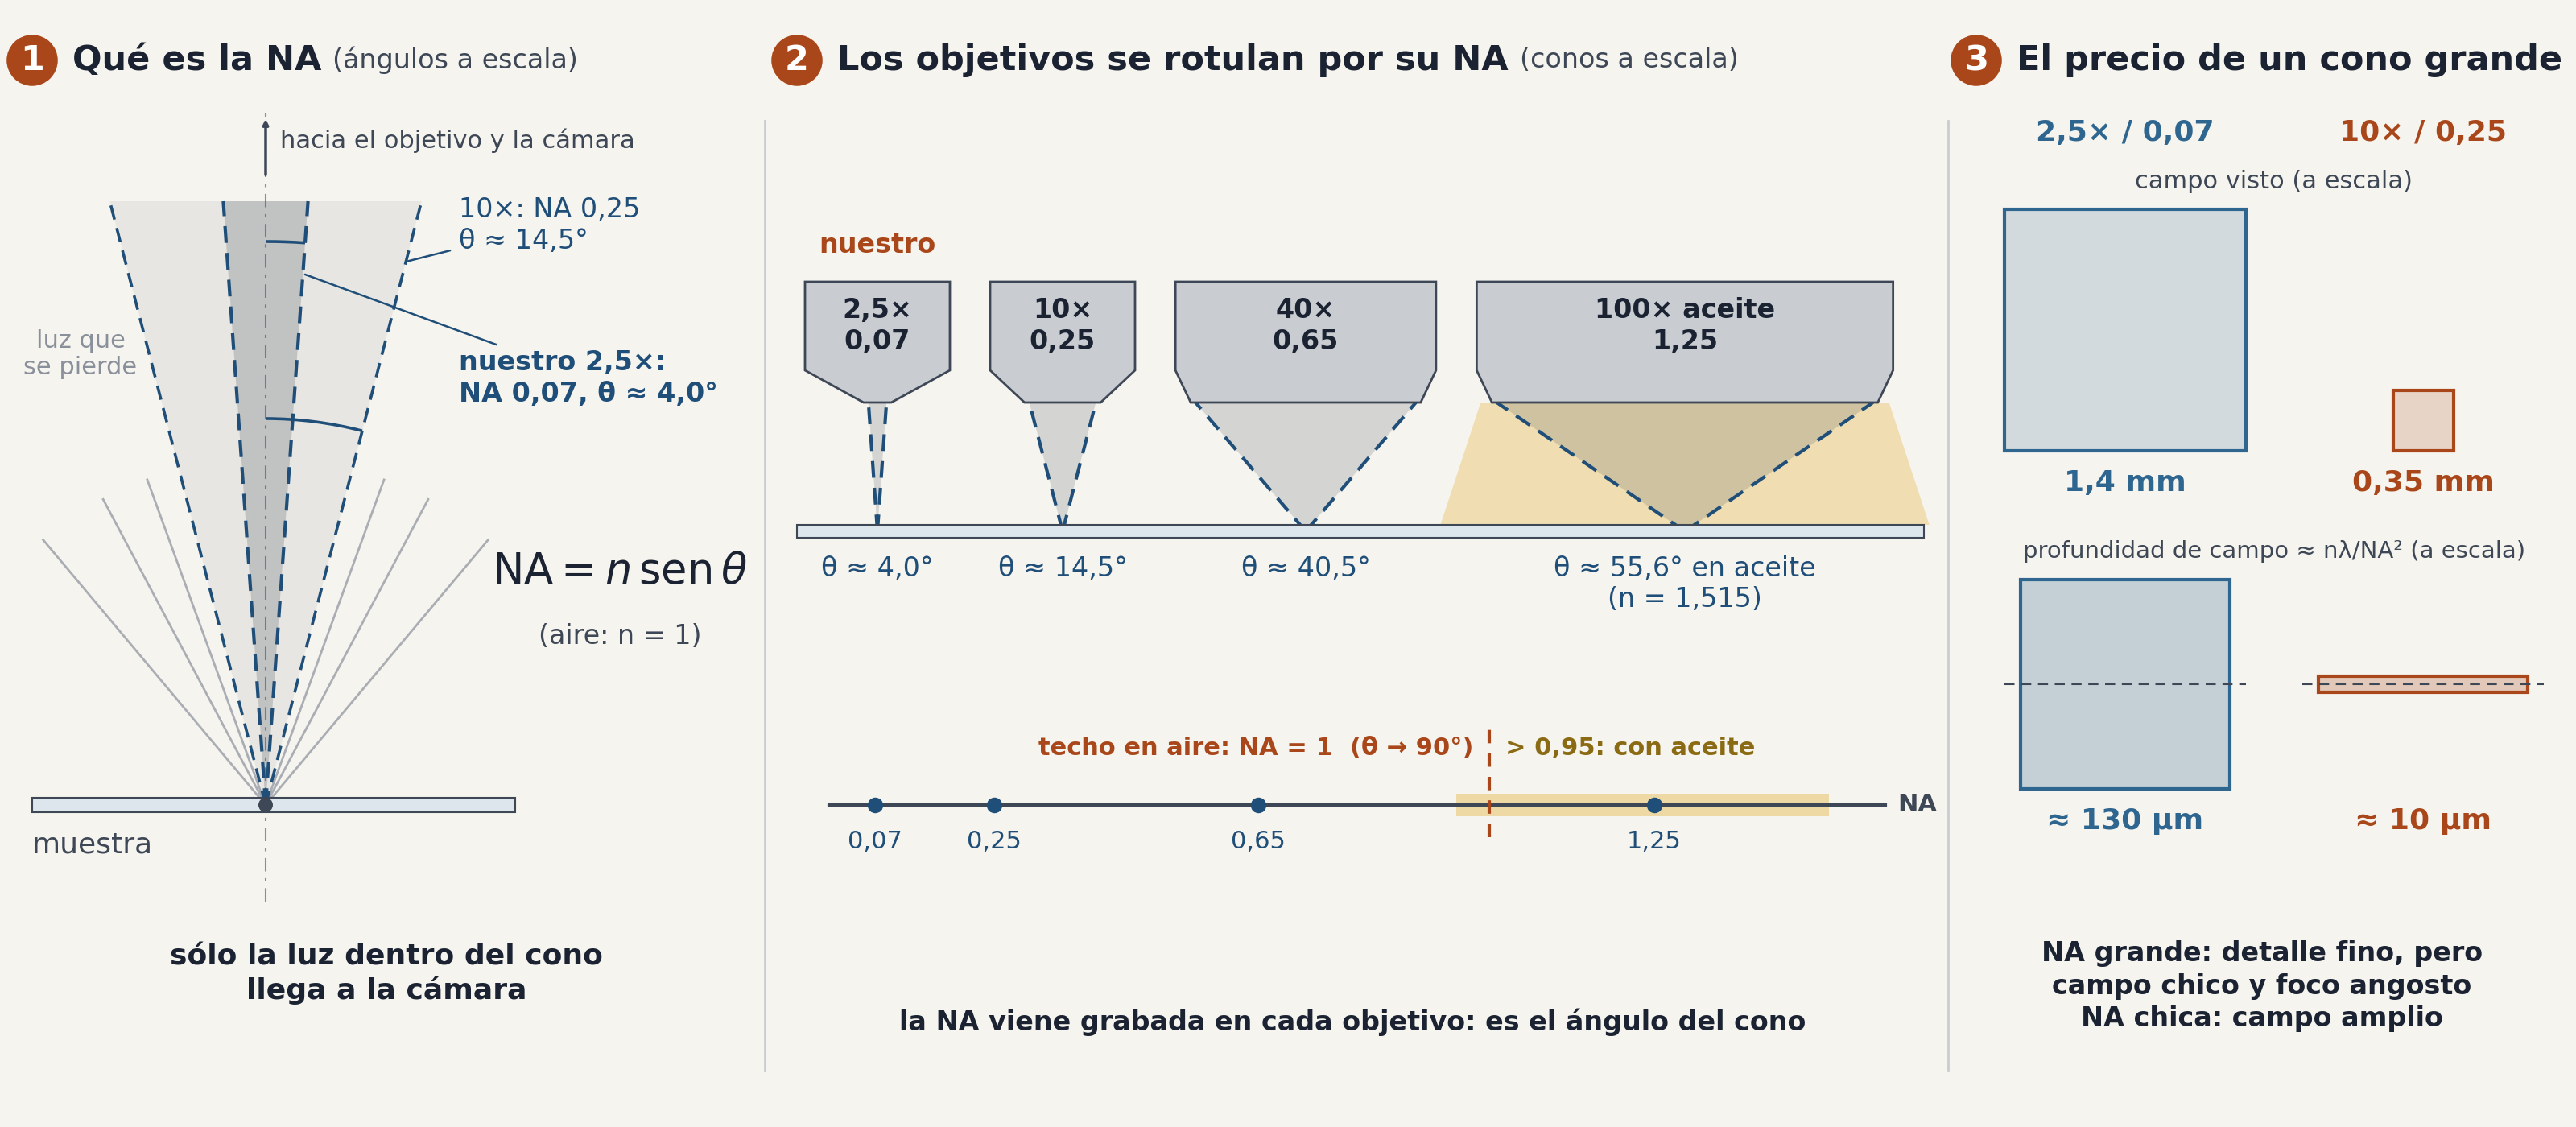 1 Qué es la NA (ángulos a escala)
hacia el objetivo y la cámara
10×: NA 0,25
θ ≈ 14,5°
luz que
se pierde
nuestro 2,5×:
NA 0,07, θ ≈ 4,0°
NA = n sen θ
(aire: n = 1)
muestra
sólo la luz dentro del cono
llega a la cámara
2 Los objetivos se rotulan por su NA (conos a escala)
nuestro
2,5×
0,07
10×
0,25
40×
0,65
100× aceite
1,25
θ ≈ 4,0°
θ ≈ 14,5°
θ ≈ 40,5°
θ ≈ 55,6° en aceite
(n = 1,515)
techo en aire: NA = 1 (θ → 90°)
> 0,95: con aceite
NA
0,07
0,25
0,65
1,25
la NA viene grabada en cada objetivo: es el ángulo del cono
3 El precio de un cono grande
2,5× / 0,07
10× / 0,25
campo visto (a escala)
1,4 mm
0,35 mm
profundidad de campo ≈ nλ/NA² (a escala)
≈ 130 µm
≈ 10 µm
NA grande: detalle fino, pero
campo chico y foco angosto
NA chica: campo amplio